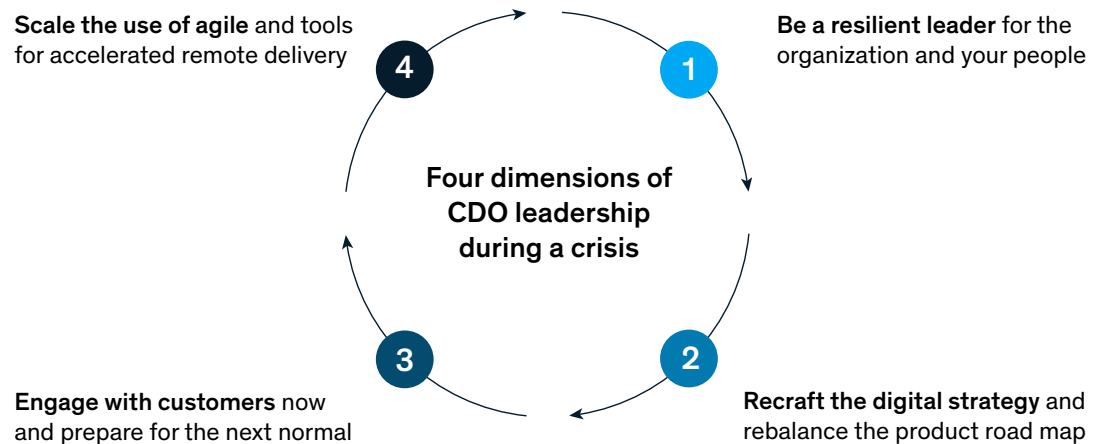 Scale the use of agile and tools
for accelerated remote delivery
4
1
Be a resilient leader for the
organization and your people
Four dimensions of
CDO leadership
during a crisis
3
2
Engage with customers now
and prepare for the next normal
Recraft the digital strategy and
rebalance the product road map